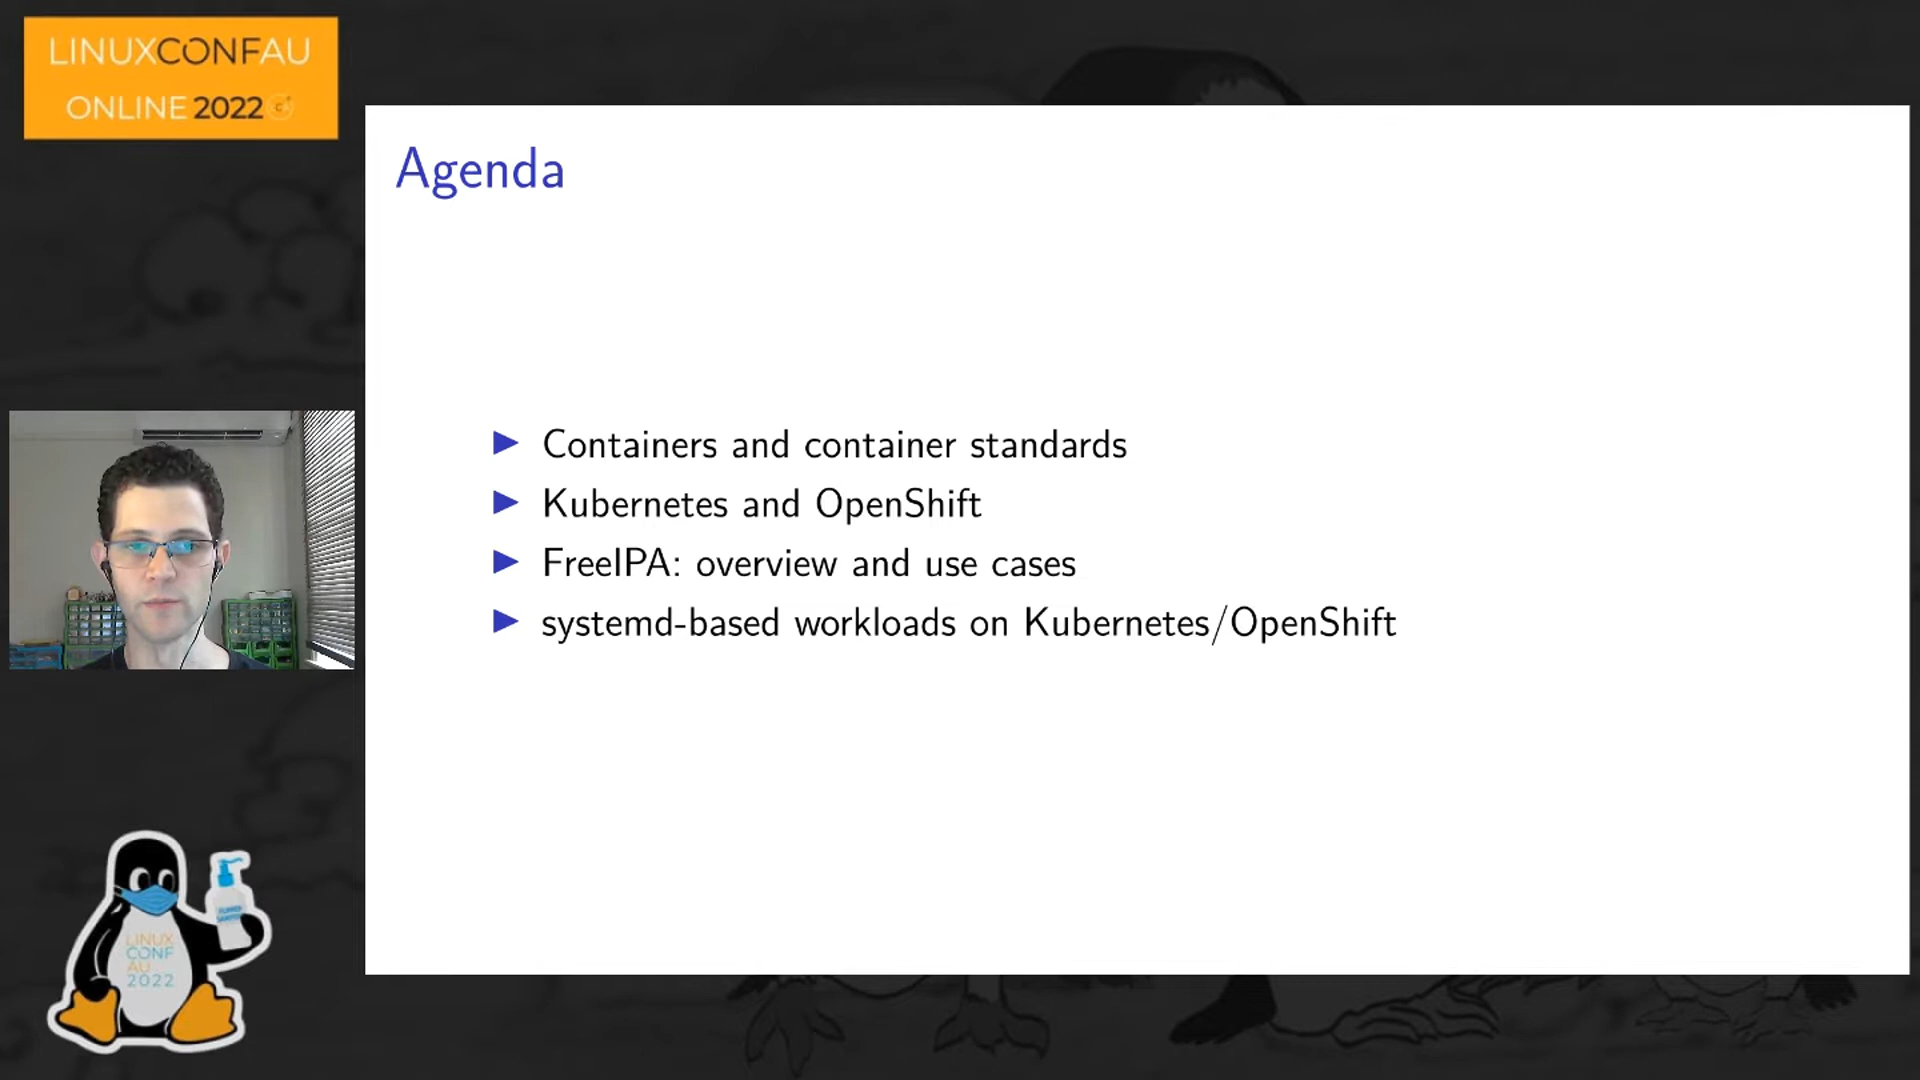 LINUXCONFAU
ONLINE 2022
Agenda
Containers and container standards
Kubernetes and OpenShift
FreeIPA: overview and use cases
systemd-based workloads on Kubernetes/OpenShift
LINUX
CONF
AU
2022